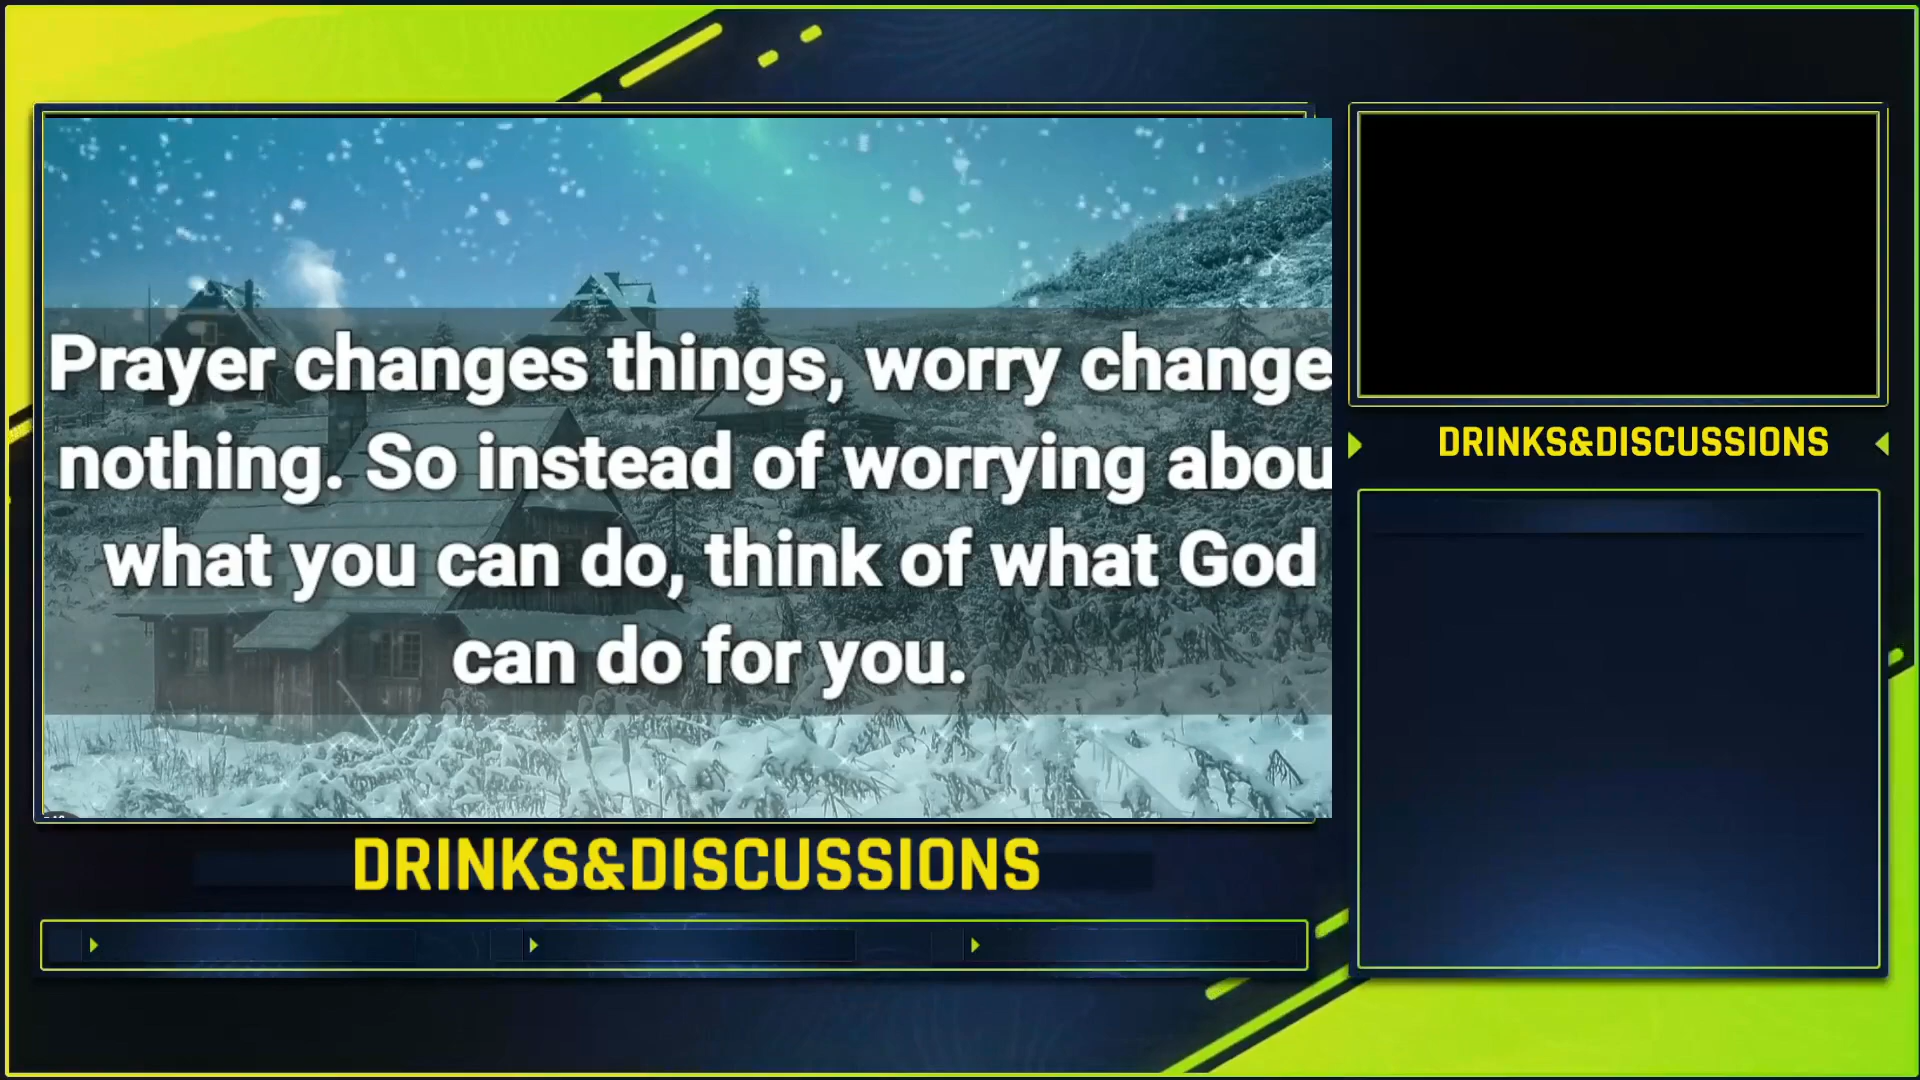 Prayer changes things, worry change
nothing. So instead of worrying abou
what you can do, think of what God
can do for you.
DRINKS&DISCUSSIONS
DRINKS&DISCUSSIONS